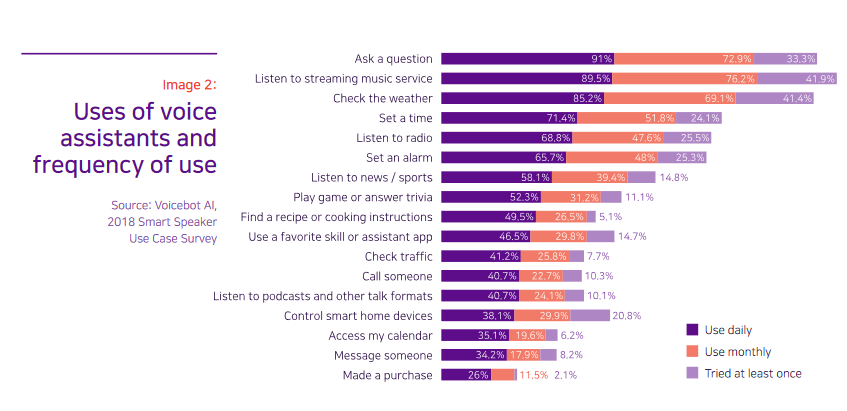 Image 2:
Uses of voice
assistants and
frequency of use
Source: Voicebot AI,
2018 Smart Speaker
Use Case Survey
Ask a question 91% 72.9% 33.3%
Listen to streaming music service 89.5% 76.2% 41.9%
Check the weather 85.2% 69.1% 41.4%
Set a time 71.4% 51.8% 24.1%
Listen to radio 68,8% 47.6% 25.5%
Set an alarm 65.7% 48% 25.3%
Listen to news / sports 58.1% 39.4% 14.8%
Play game or answer trivia 52.3% 31.2% 11.1%
Find a recipe or cooking instructions 49.5% 26.5% 5.1%
Use a favorite skill or assistant app 46.5% 29.8% 14.7%
Check traffic 41.2% 25.8% 7.7%
Call someone 40.7% 22.7% 10.3%
Listen to podcasts and other talk formats 40.7% 24.1% 10.1%
Control smart home devices 38.1% 29.9% 20.8%
Access my calendar 35.1% 19.6% 6.2%
Message someone 34.2% 17.9% 8.2%
Made a purchase 26% 11.5% 2.1%
Use daily
Use monthly
Tried at least once